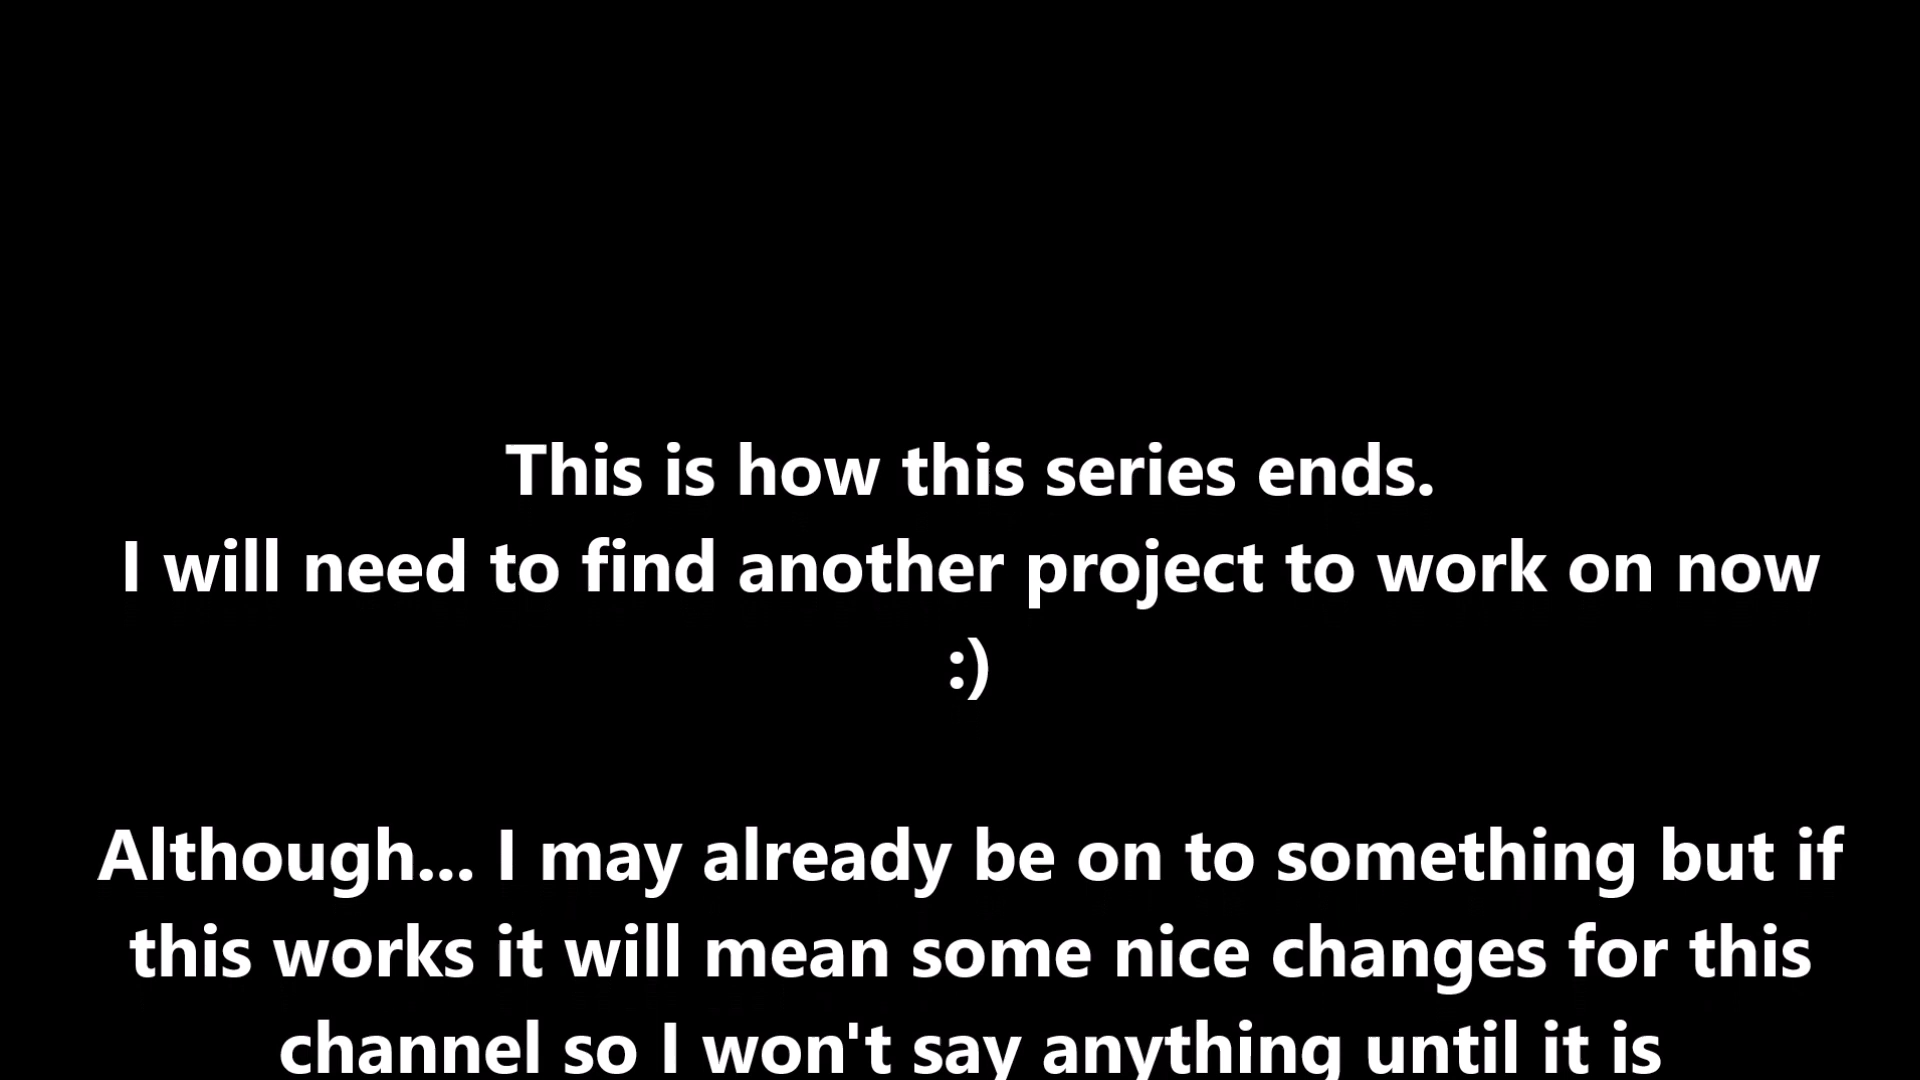 This is how this series ends.
I will need to find another project to work on now
:)
Although... I may already be on to something but if
this works it will mean some nice changes for this
channel so I won't say anything until it is